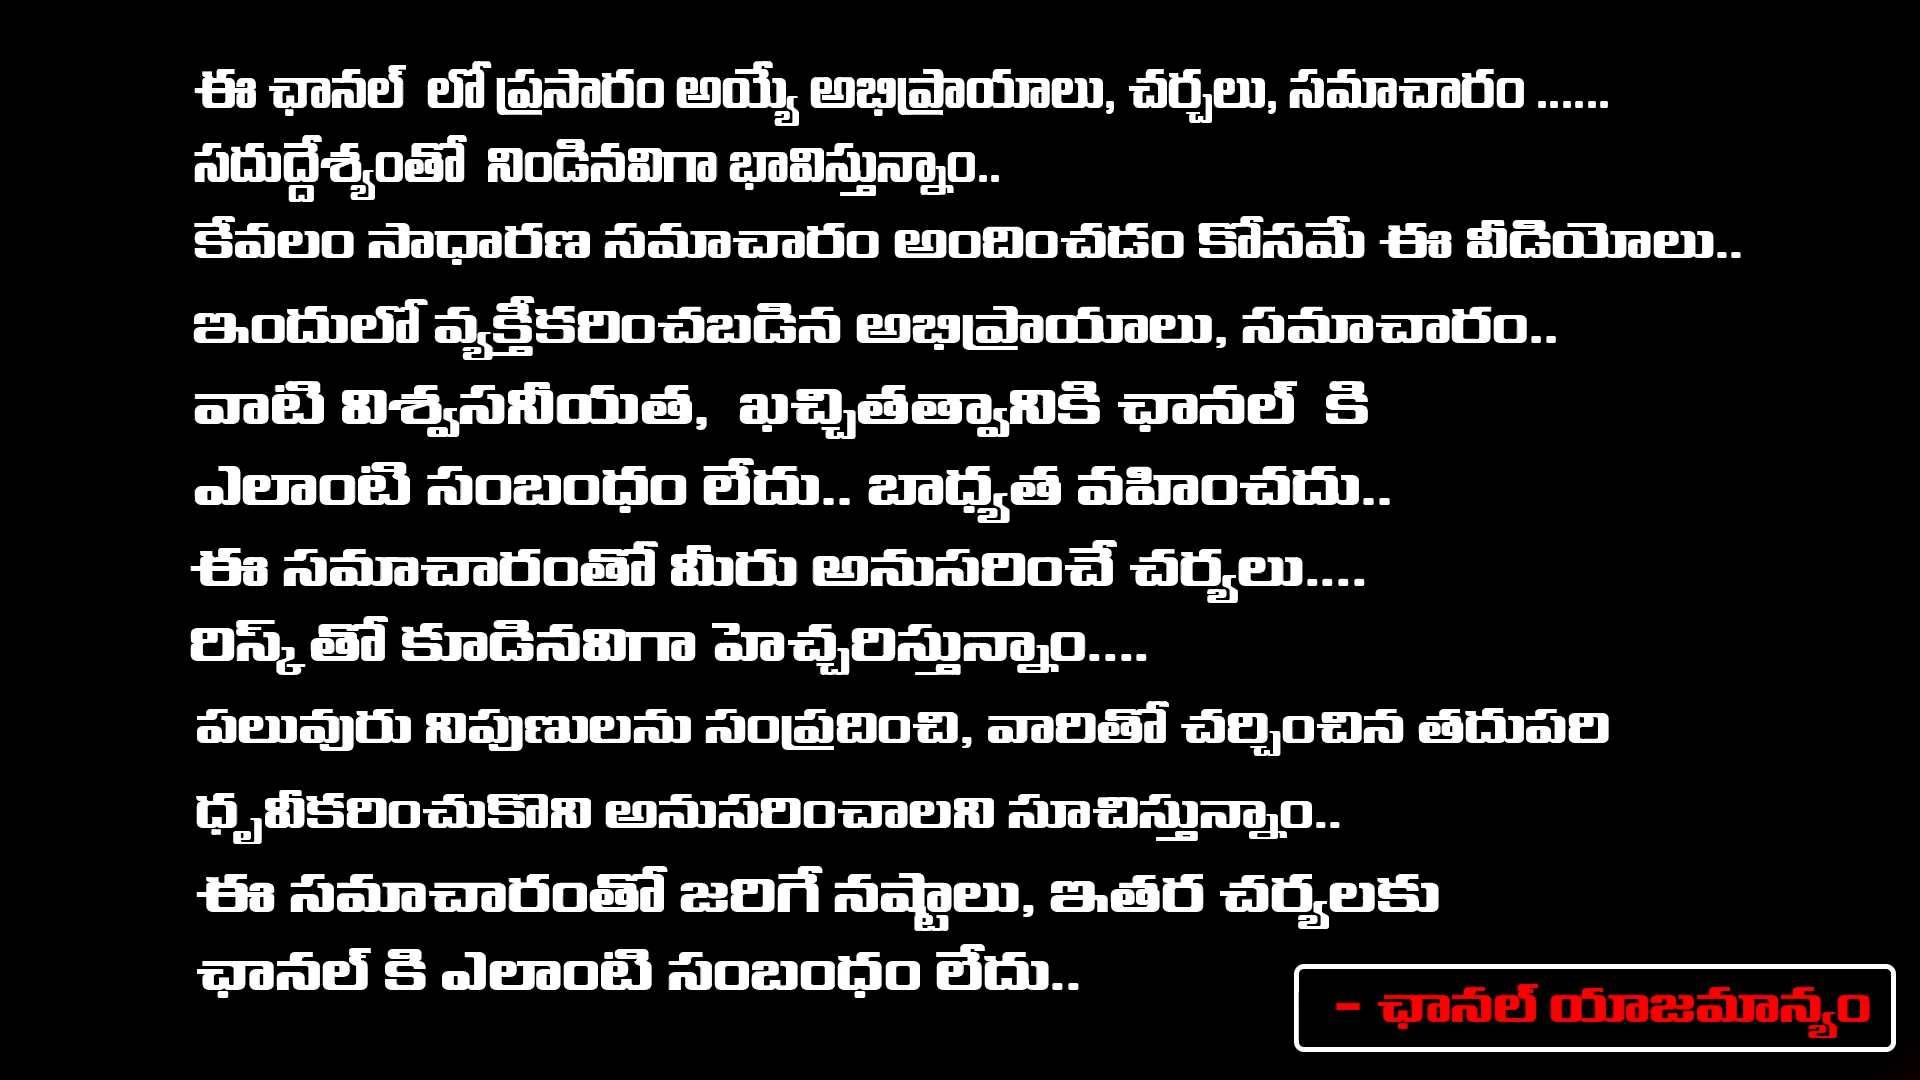 ఈ ఛానల్ లో ప్రసారం అయ్యే అభిప్రాయాలు, చర్చలు, సమాచారం ......
సదుద్దేశ్యంతో నిండినవిగా భావిస్తున్నాం..
కేవలం సాధారణ సమాచారం అందించడం కోసమే ఈ వీడియోలు..
ఇందులో వ్యక్తీకరించబడిన అభిప్రాయాలు, సమాచారం..
వాటి విశ్వసనీయత, ఖచ్చితత్వానికి ఛానల్ కి
ఎలాంటి సంబంధం లేదు.. బాధ్యత వహించదు..
ఈ సమాచారంతో మీరు అనుసరించే చర్యలు....
రిస్క్ తో కూడినవిగా హెచ్చరిస్తున్నాం....
పలువురు నిపుణులను సంప్రదించి, వారితో చర్చించిన తదుపరి
ధృవీకరించుకొని అనుసరించాలని సూచిస్తున్నాం..
ఈ సమాచారంతో జరిగే నష్టాలు, ఇతర చర్యలకు
ఛానల్ కి ఎలాంటి సంబంధం లేదు..
- ఛానల్ యాజమాన్యం